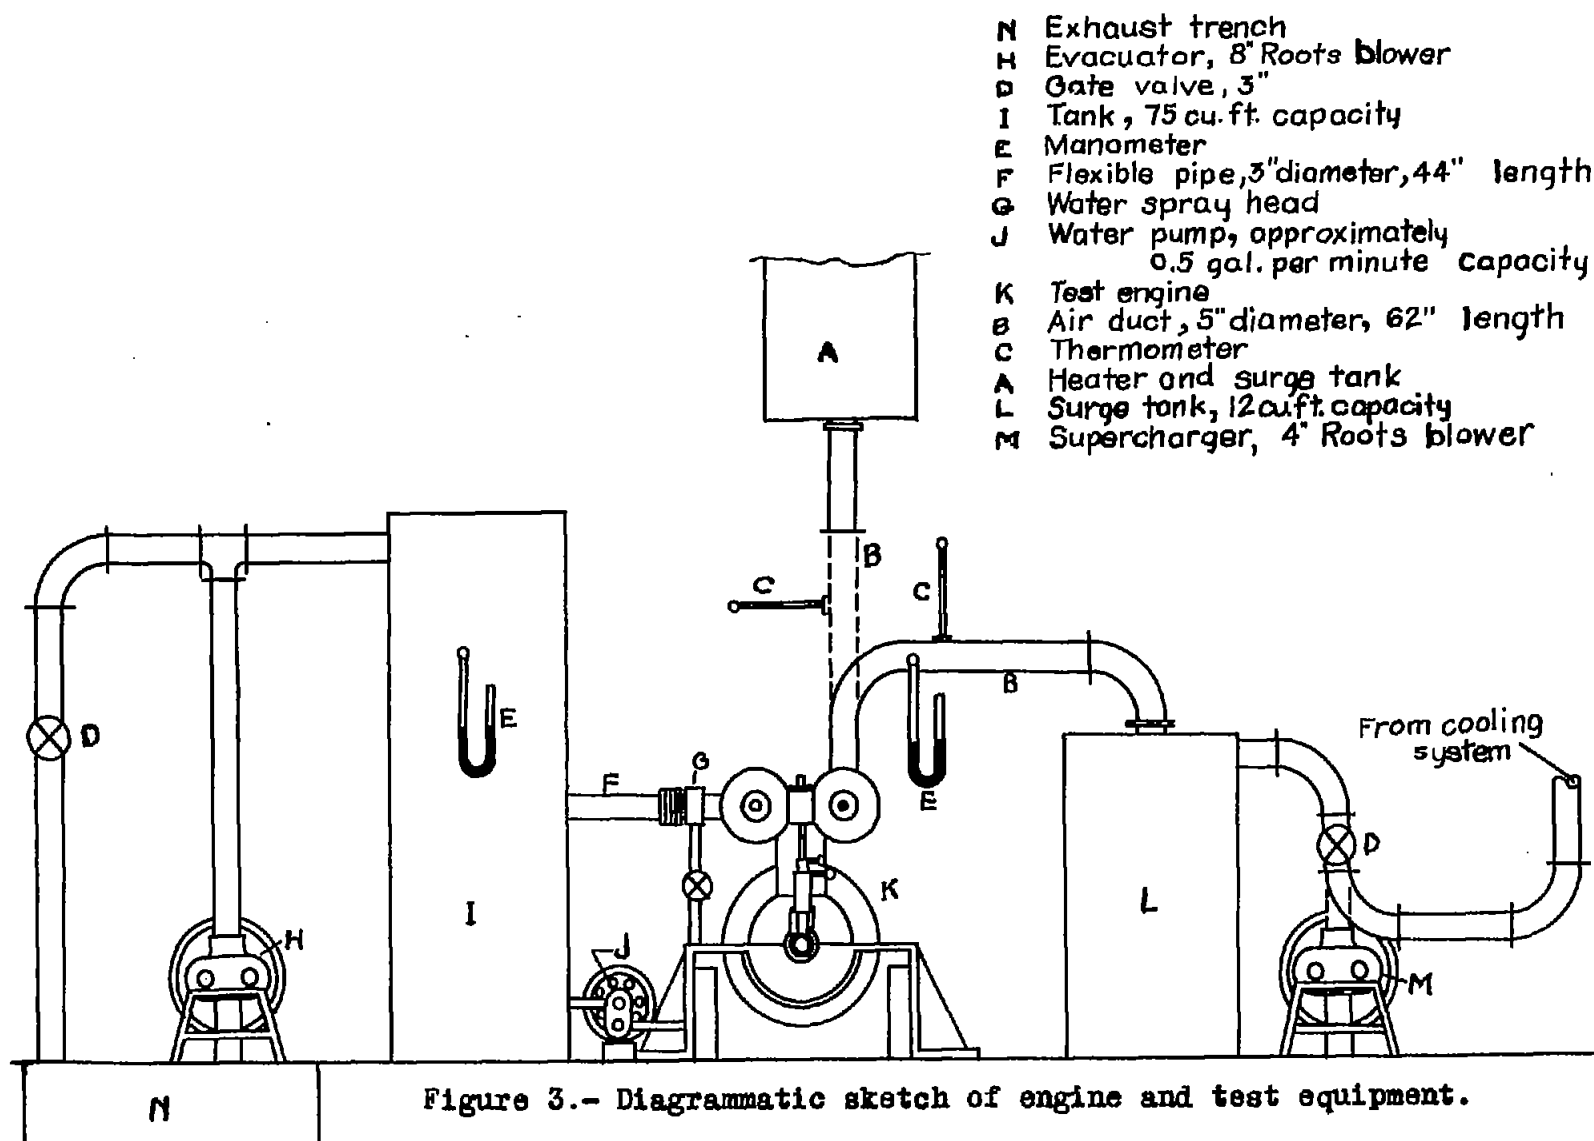 N Exhaust trench
H Evacuator, 8" Roots blower
D Gate valve, 3"
I Tank, 75 cu.ft. capacity
E Manometer
F Flexible pipe, 3" diameter, 44" length
G Water spray head
J Water pump, approximately
0.5 gal. per minute capacity
K Test engine
B Air duct, 5" diameter, 62" length
C Thermometer
A Heater and surge tank
L Surge tank, 12 cu.ft. capacity
M Supercharger, 4" Roots blower
A
B
C
C
B
E
D
From cooling
system
F
G
E
D
K
I
L
H
J
M
N
Figure 3.- Diagrammatic sketch of engine and test equipment.